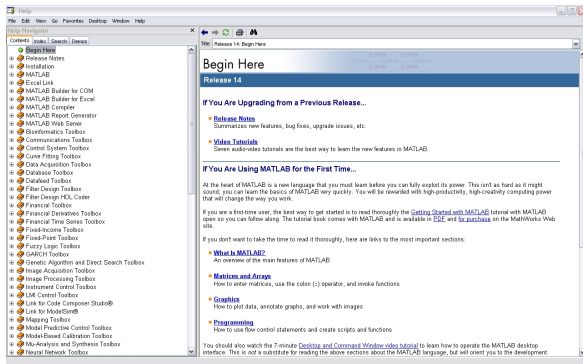 Help
File Edit View Go Favorites Desktop Window Help
Help Navigator
Contents Index Search Demos
Begin Here
Release Notes
Installation
MATLAB
Excel Link
MATLAB Builder for COM
MATLAB Builder for Excel
MATLAB Compiler
MATLAB Report Generator
MATLAB Web Server
Bioinformatics Toolbox
Communications Toolbox
Control System Toolbox
Curve Fitting Toolbox
Data Acquisition Toolbox
Database Toolbox
Datafeed Toolbox
Filter Design Toolbox
Filter Design HDL Coder
Financial Toolbox
Financial Derivatives Toolbox
Financial Time Series Toolbox
Fixed-Income Toolbox
Fixed-Point Toolbox
Fuzzy Logic Toolbox
GARCH Toolbox
Genetic Algorithm and Direct Search Toolbox
Image Acquisition Toolbox
Image Processing Toolbox
Instrument Control Toolbox
LMI Control Toolbox
Link for Code Composer Studio®
Link for ModelSim®
Mapping Toolbox
Model Predictive Control Toolbox
Model-Based Calibration Toolbox
Mu-Analysis and Synthesis Toolbox
Neural Network Toolbox
Title: Release 14: Begin Here
Begin Here
Release 14
If You Are Upgrading from a Previous Release...
Release Notes
Summarizes new features, bug fixes, upgrade issues, etc.
Video Tutorials
Seven audio-video tutorials are the best way to learn the new features in MATLAB.
If You Are Using MATLAB for the First Time...
At the heart of MATLAB is a new language that you must learn before you can fully exploit its power. This isn't as hard as it might
sound; you can learn the basics of MATLAB very quickly. You will be rewarded with high-productivity, high-creativity computing power
that will change the way you work.
If you are a first-time user, the best way to get started is to read thoroughly the Getting Started with MATLAB tutorial with MATLAB
open so you can follow along. The tutorial book comes with MATLAB and is available in PDF and for purchase on the MathWorks Web
site.
If you don't want to take the time to read it thoroughly, here are links to the most important sections:
What Is MATLAB?
An overview of the main features of MATLAB
Matrices and Arrays
How to enter matrices, use the colon (:) operator, and invoke functions
Graphics
How to plot data, annotate graphs, and work with images
Programming
How to use flow control statements and create scripts and functions
You should also watch the 7-minute Desktop and Command Window video tutorial to learn how to operate the MATLAB desktop
interface. This is not a substitute for reading the above sections about the MATLAB language, but will orient you to the development